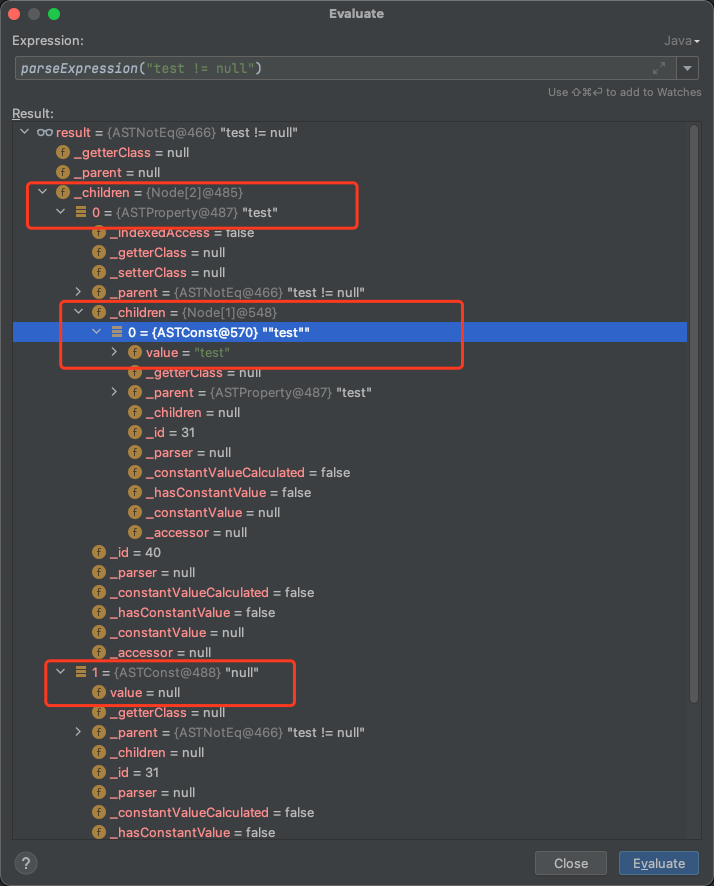 Evaluate
Expression:
Java
parseExpression("test != null")
Use ⇧⌘⏎ to add to Watches
Result:
result = {ASTNotEq@466} "test != null"
f _getterClass = null
f _parent = null
f _children = {Node[2]@485}
0 = {ASTProperty@487} "test"
f _indexedAccess = false
f _getterClass = null
f _setterClass = null
f _parent = {ASTNotEq@466} "test != null"
f _children = {Node[1]@548}
0 = {ASTConst@570} ""test""
f value = "test"
f _getterClass = null
f _parent = {ASTProperty@487} "test"
f _children = null
f _id = 31
f _parser = null
f _constantValueCalculated = false
f _hasConstantValue = false
f _constantValue = null
f _accessor = null
f _id = 40
f _parser = null
f _constantValueCalculated = false
f _hasConstantValue = false
f _constantValue = null
f _accessor = null
1 = {ASTConst@488} "null"
f value = null
f _getterClass = null
f _parent = {ASTNotEq@466} "test != null"
f _children = null
f _id = 31
f _parser = null
f _constantValueCalculated = false
f _hasConstantValue = false
? Close Evaluate